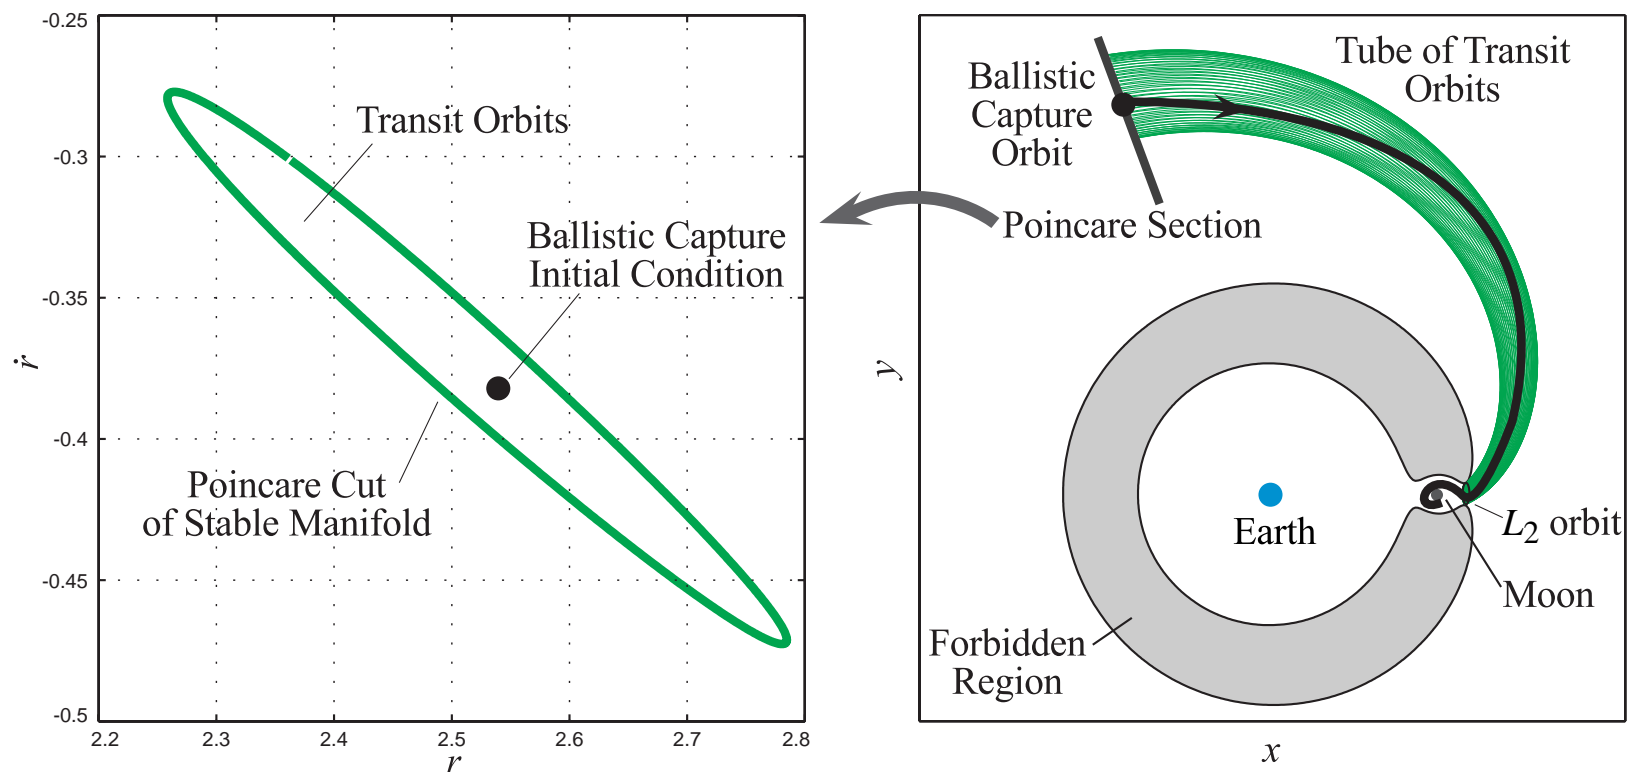 -0.25
-0.3
-0.35
-0.4
-0.45
-0.5
2.2
2.3
2.4
2.5
2.6
2.7
2.8
ṙ
r
Transit Orbits
Ballistic Capture
Initial Condition
Poincare Cut
of Stable Manifold
Ballistic
Capture
Orbit
Tube of Transit
Orbits
Poincare Section
Earth
L2 orbit
Moon
Forbidden
Region
y
x